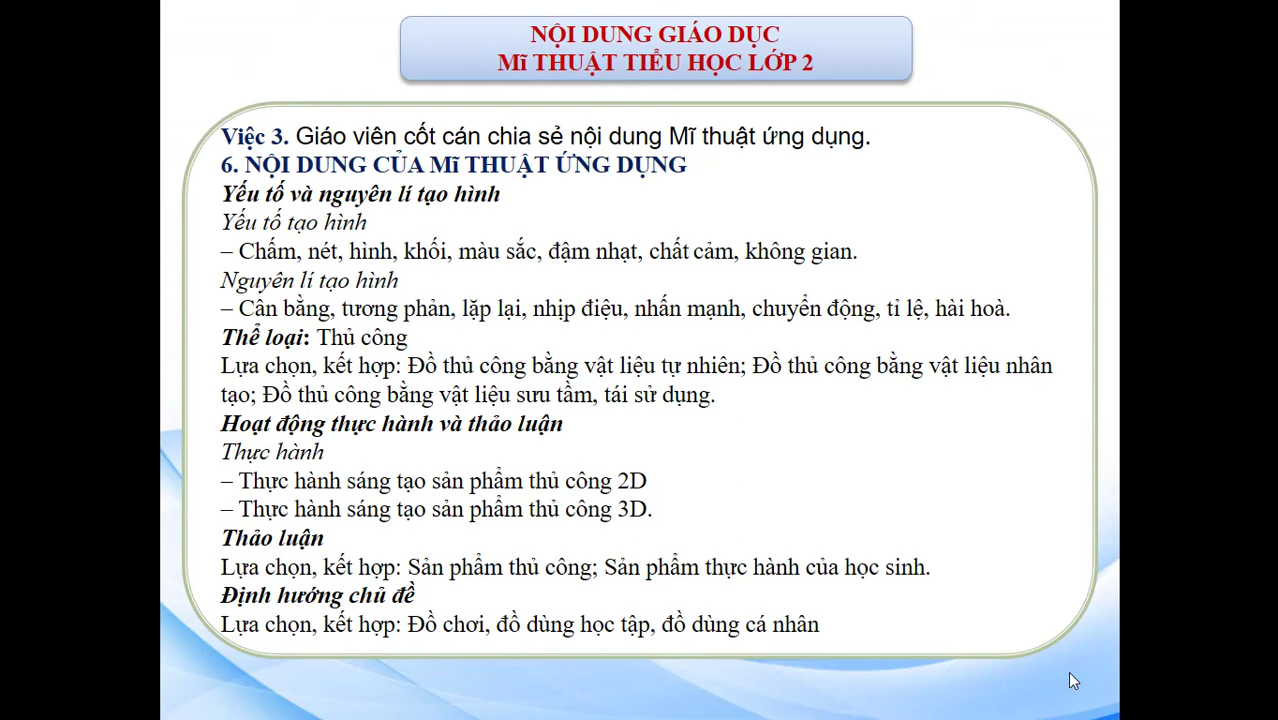 NỘI DUNG GIÁO DỤC
Mĩ THUẬT TIỂU HỌC LỚP 2
Việc 3. Giáo viên cốt cán chia sẻ nội dung Mĩ thuật ứng dụng.
6. NỘI DUNG CỦA Mĩ THUẬT ỨNG DỤNG
Yếu tố và nguyên lí tạo hình
Yếu tố tạo hình
– Chấm, nét, hình, khối, màu sắc, đậm nhạt, chất cảm, không gian.
Nguyên lí tạo hình
– Cân bằng, tương phản, lặp lại, nhịp điệu, nhấn mạnh, chuyển động, tỉ lệ, hài hoà.
Thể loại: Thủ công
Lựa chọn, kết hợp: Đồ thủ công bằng vật liệu tự nhiên; Đồ thủ công bằng vật liệu nhân
tạo; Đồ thủ công bằng vật liệu sưu tầm, tái sử dụng.
Hoạt động thực hành và thảo luận
Thực hành
– Thực hành sáng tạo sản phẩm thủ công 2D
– Thực hành sáng tạo sản phẩm thủ công 3D.
Thảo luận
Lựa chọn, kết hợp: Sản phẩm thủ công; Sản phẩm thực hành của học sinh.
Định hướng chủ đề
Lựa chọn, kết hợp: Đồ chơi, đồ dùng học tập, đồ dùng cá nhân